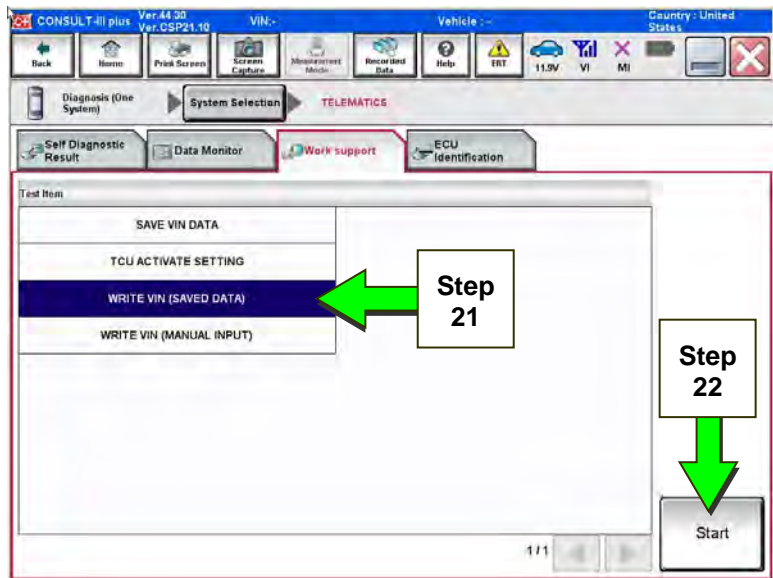 CONSULT-III plus Ver.44.30 VIN:- Vehicle : - Country : United
Ver.CSP21.10 States
Back Home Print Screen Screen Capture Measurement Mode Recorded Data Help ERT 11.9V VI MI
Diagnosis (One System) System Selection TELEMATICS
Self Diagnostic Result Data Monitor Work support ECU Identification
Test Item
SAVE VIN DATA
TCU ACTIVATE SETTING
WRITE VIN (SAVED DATA)
WRITE VIN (MANUAL INPUT)
Step
21
Step
22
Start
1/1